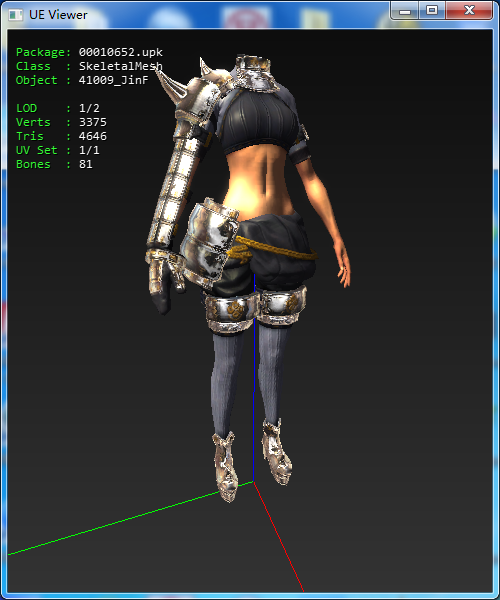 UE Viewer
Package: 00010652.upk
Class : SkeletalMesh
Object : 41009_JinF
LOD : 1/2
Verts : 3375
Tris : 4646
UV Set : 1/1
Bones : 81